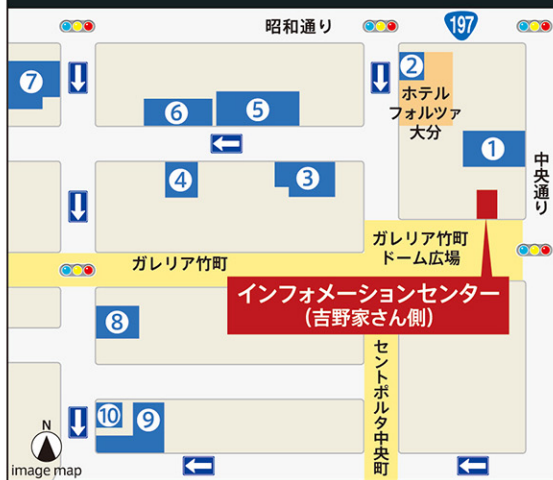 昭和通り
197
⑦
②
ホテル
フォルツァ
大分
⑥
⑤
①
中央通り
④
③
ガレリア竹町
ドーム広場
ガレリア竹町
インフォメーションセンター
(吉野家さん側)
⑧
セントポルタ中央町
⑩
⑨
N
image map